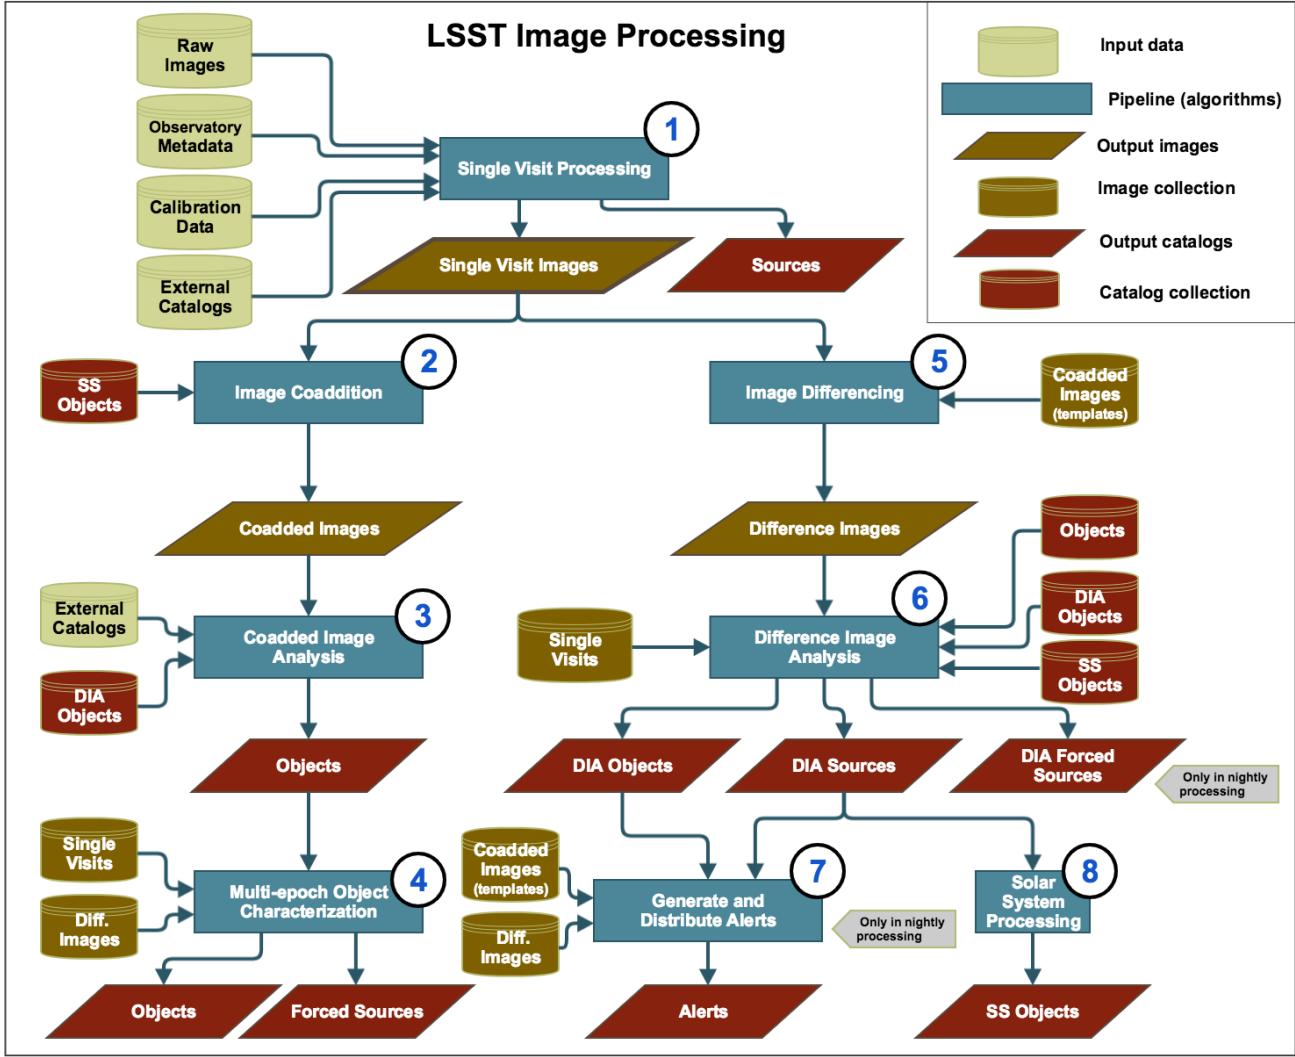 LSST Image Processing
Raw
Images
Observatory
Metadata
Calibration
Data
External
Catalogs
1
Single Visit Processing
Single Visit Images
Sources
Input data
Pipeline (algorithms)
Output images
Image collection
Output catalogs
Catalog collection
SS
Objects
2
Image Coaddition
5
Image Differencing
Coadded
Images
(templates)
Coadded Images
Difference Images
Objects
DIA
Objects
SS
Objects
External
Catalogs
DIA
Objects
3
Coadded Image
Analysis
Single
Visits
6
Difference Image
Analysis
Objects
DIA Objects
DIA Sources
DIA Forced
Sources
Only in nightly
processing
Single
Visits
Diff.
Images
4
Multi-epoch Object
Characterization
Coadded
Images
(templates)
Diff.
Images
7
Generate and
Distribute Alerts
Only in nightly
processing
8
Solar
System
Processing
Objects
Forced Sources
Alerts
SS Objects